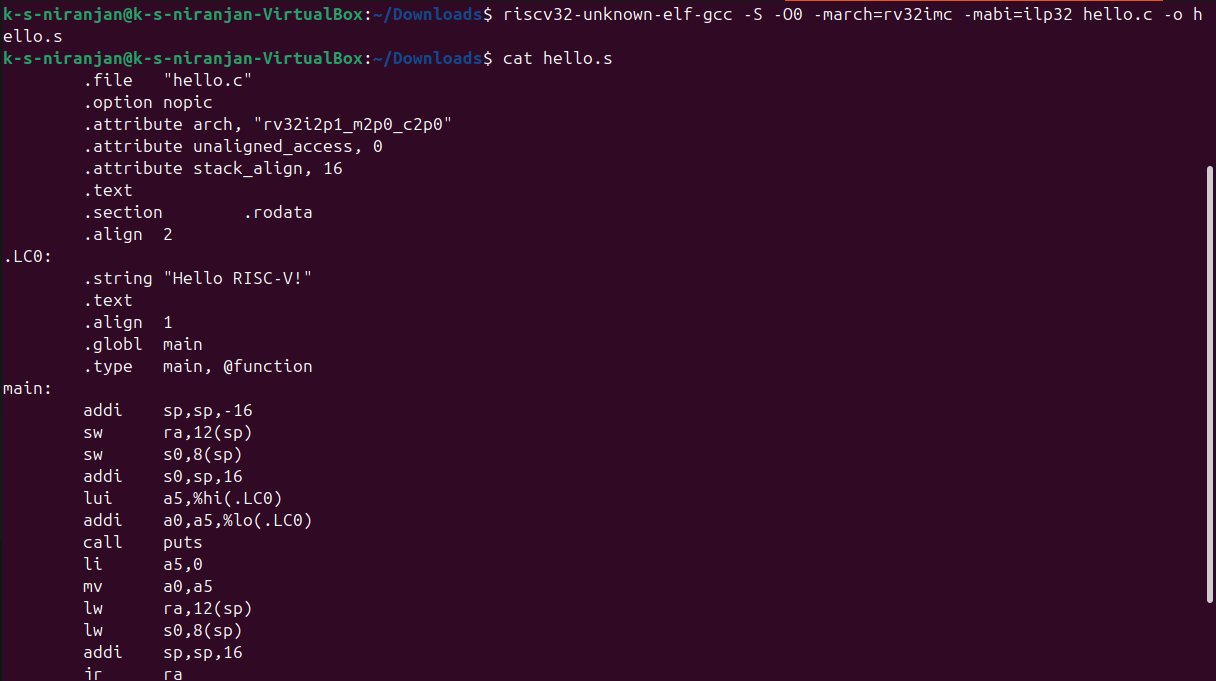 k-s-niranjan@k-s-niranjan-VirtualBox:~/Downloads$ riscv32-unknown-elf-gcc -S -O0 -march=rv32imc -mabi=ilp32 hello.c -o h
ello.s
k-s-niranjan@k-s-niranjan-VirtualBox:~/Downloads$ cat hello.s
        .file   "hello.c"
        .option nopic
        .attribute arch, "rv32i2p1_m2p0_c2p0"
        .attribute unaligned_access, 0
        .attribute stack_align, 16
        .text
        .section        .rodata
        .align  2
.LC0:
        .string "Hello RISC-V!"
        .text
        .align  1
        .globl  main
        .type   main, @function
main:
        addi    sp,sp,-16
        sw      ra,12(sp)
        sw      s0,8(sp)
        addi    s0,sp,16
        lui     a5,%hi(.LC0)
        addi    a0,a5,%lo(.LC0)
        call    puts
        li      a5,0
        mv      a0,a5
        lw      ra,12(sp)
        lw      s0,8(sp)
        addi    sp,sp,16
        jr      ra